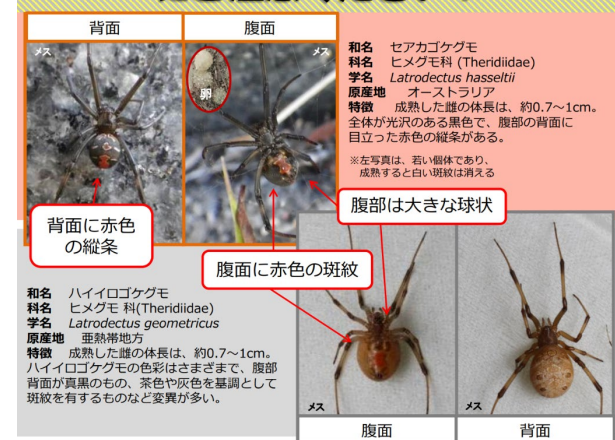 背面
腹面
メス
メス
卵
和名 セアカゴケグモ
科名 ヒメグモ科 (Theridiidae)
学名 Latrodectus hasseltii
原産地 オーストラリア
特徴 成熟した雌の体長は、約0.7〜1cm。
全体が光沢のある黒色で、腹部の背面に
目立った赤色の縦条がある。
※左写真は、若い個体であり、
成熟すると白い斑紋は消える
背面に赤色
の縦条
腹部は大きな球状
腹面に赤色の斑紋
和名 ハイイロゴケグモ
科名 ヒメグモ 科(Theridiidae)
学名 Latrodectus geometricus
原産地 亜熱帯地方
特徴 成熟した雌の体長は、約0.7〜1cm。
ハイイロゴケグモの色彩はさまざまで、腹部
背面が真黒のもの、茶色や灰色を基調として
斑紋を有するものなど変異が多い。
メス
メス
腹面
背面